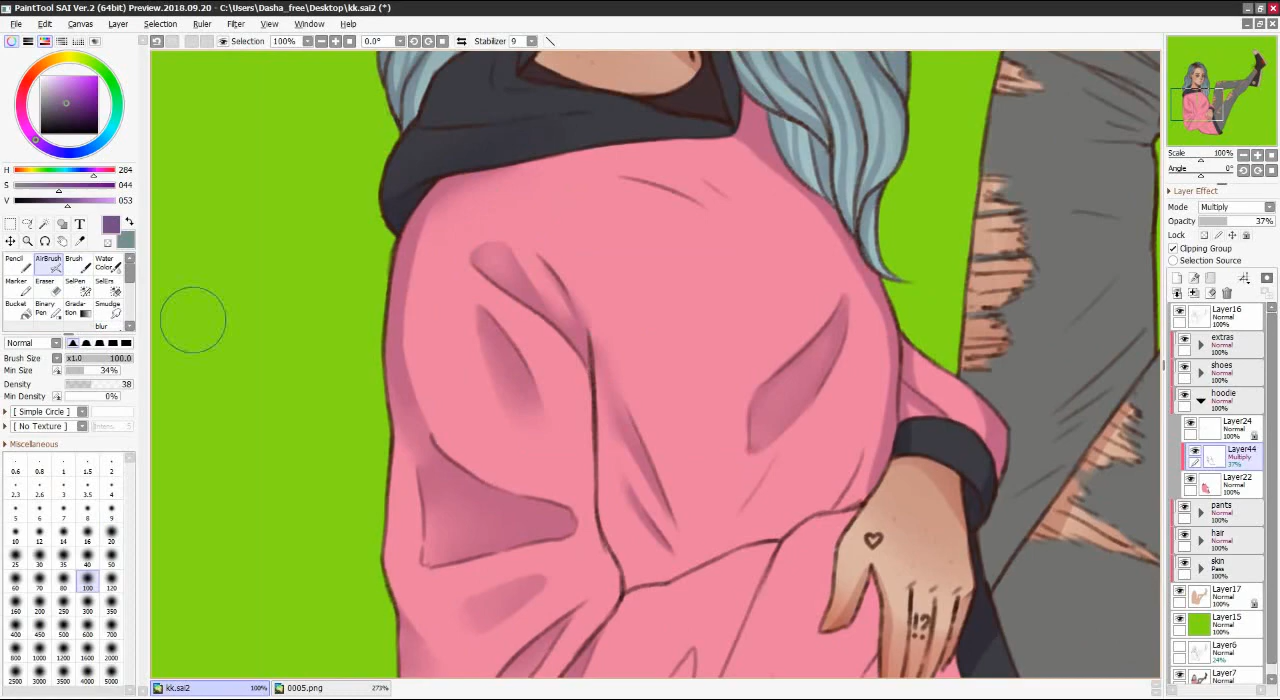 PaintTool SAI Ver.2 (64bit) Preview.2018.09.20 - C:\Users\Dasha_free\Desktop\kk.sai2 (*)
File Edit Canvas Layer Selection Ruler Filter View Window Help
Selection 100% 0.0° Stabilizer 9
H 284
S 044
V 053
T
Pencil AirBrush Brush Water Color
Marker Eraser SelPen SelErs
Bucket Binary Pen Gradation Smudge
blur
Normal
Brush Size x1.0 100.0
Min Size 34%
Density 38
Min Density 0%
[ Simple Circle ]
[ No Texture ] Intens. 5
Miscellaneous
0.6 0.8 1 1.5 2
2.3 2.6 3 3.5 4
5 6 7 8 9
10 12 14 16 20
25 30 35 40 50
60 70 80 100 120
160 200 250 300 350
400 450 500 600 700
800 1000 1200 1600 2000
2500 3000 3500 4000 5000
!?
kk.sai2 100% 0005.png 273%
Scale 100%
Angle 0°
Layer Effect
Mode Multiply
Opacity 37%
Lock
Clipping Group
Selection Source
Layer16
Normal
100%
extras
Normal
100%
shoes
Normal
100%
hoodie
Normal
100%
Layer24
Normal
100%
Layer44
Multiply
37%
Layer22
Normal
100%
pants
Normal
100%
hair
Normal
100%
skin
Pass
100%
Layer17
Normal
100%
Layer15
Normal
100%
Layer6
Normal
24%
Layer7
Normal